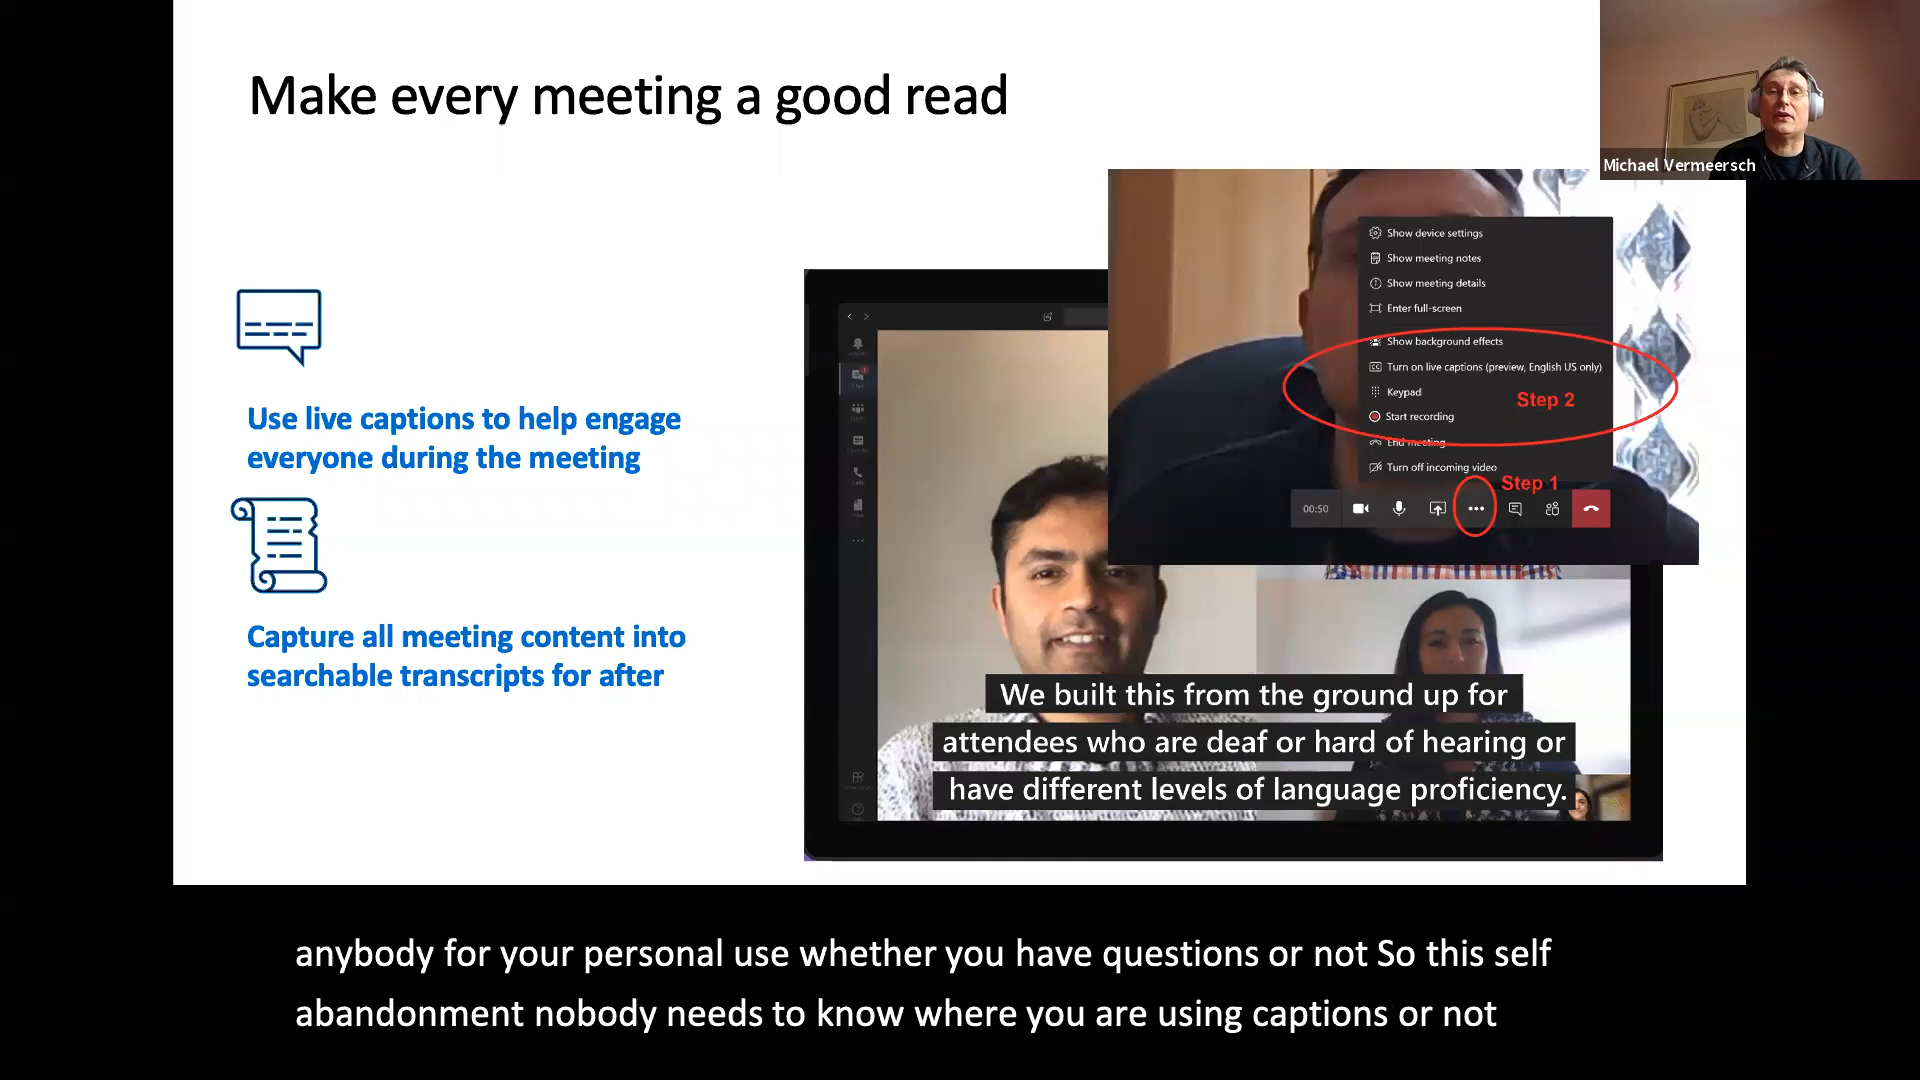 Make every meeting a good read
Michael Vermeersch
Use live captions to help engage
everyone during the meeting
Capture all meeting content into
searchable transcripts for after
Show device settings
Show meeting notes
Show meeting details
Enter full-screen
Show background effects
Turn on live captions (preview, English US only)
Keypad
Step 2
Start recording
End meeting
Turn off incoming video
Step 1
00:50
We built this from the ground up for
attendees who are deaf or hard of hearing or
have different levels of language proficiency.
anybody for your personal use whether you have questions or not So this self
abandonment nobody needs to know where you are using captions or not